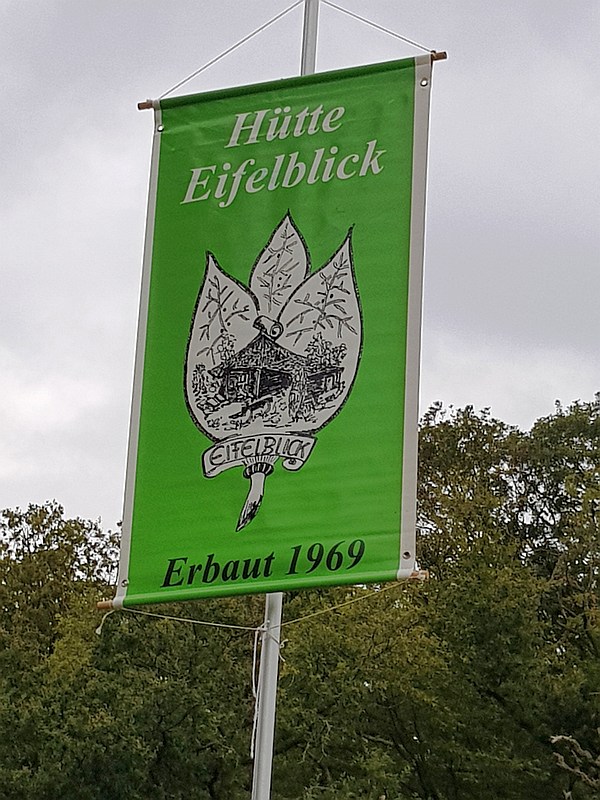 Hütte
Eifelblick
EIFELBLICK
Erbaut 1969